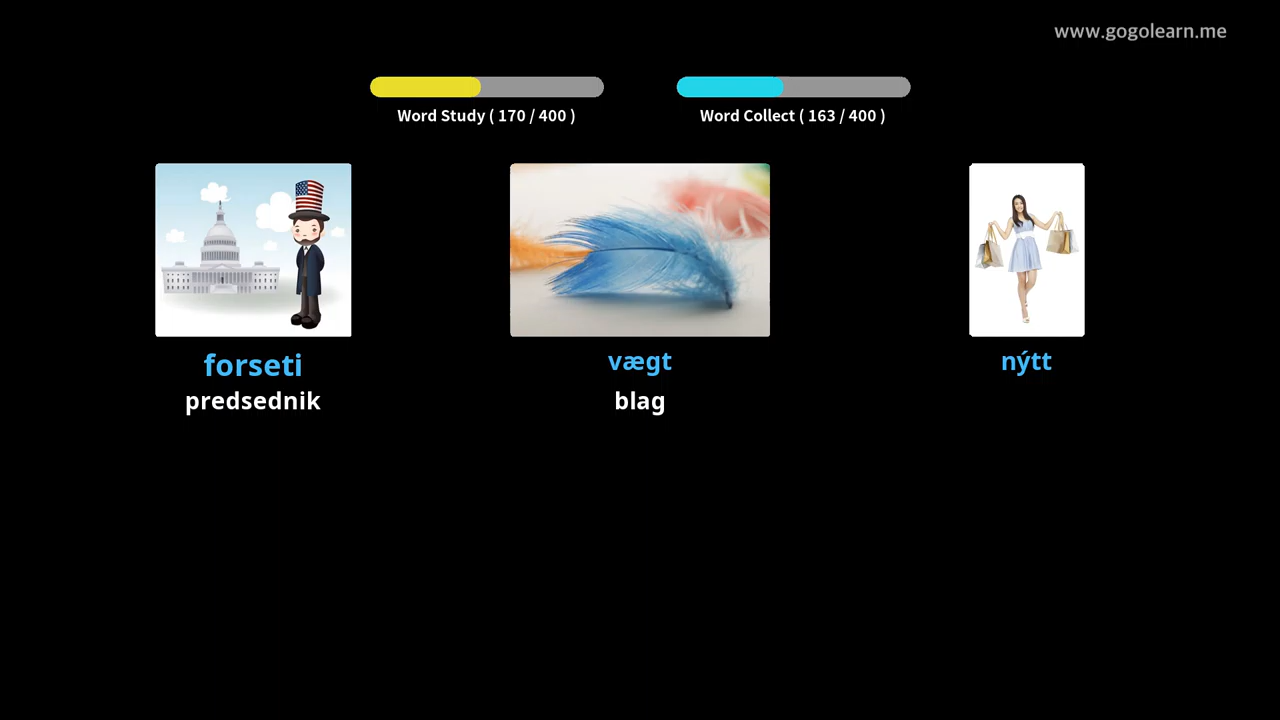 www.gogolearn.me
Word Study ( 170 / 400 )
Word Collect ( 163 / 400 )
forseti
vægt
nýtt
predsednik
blag